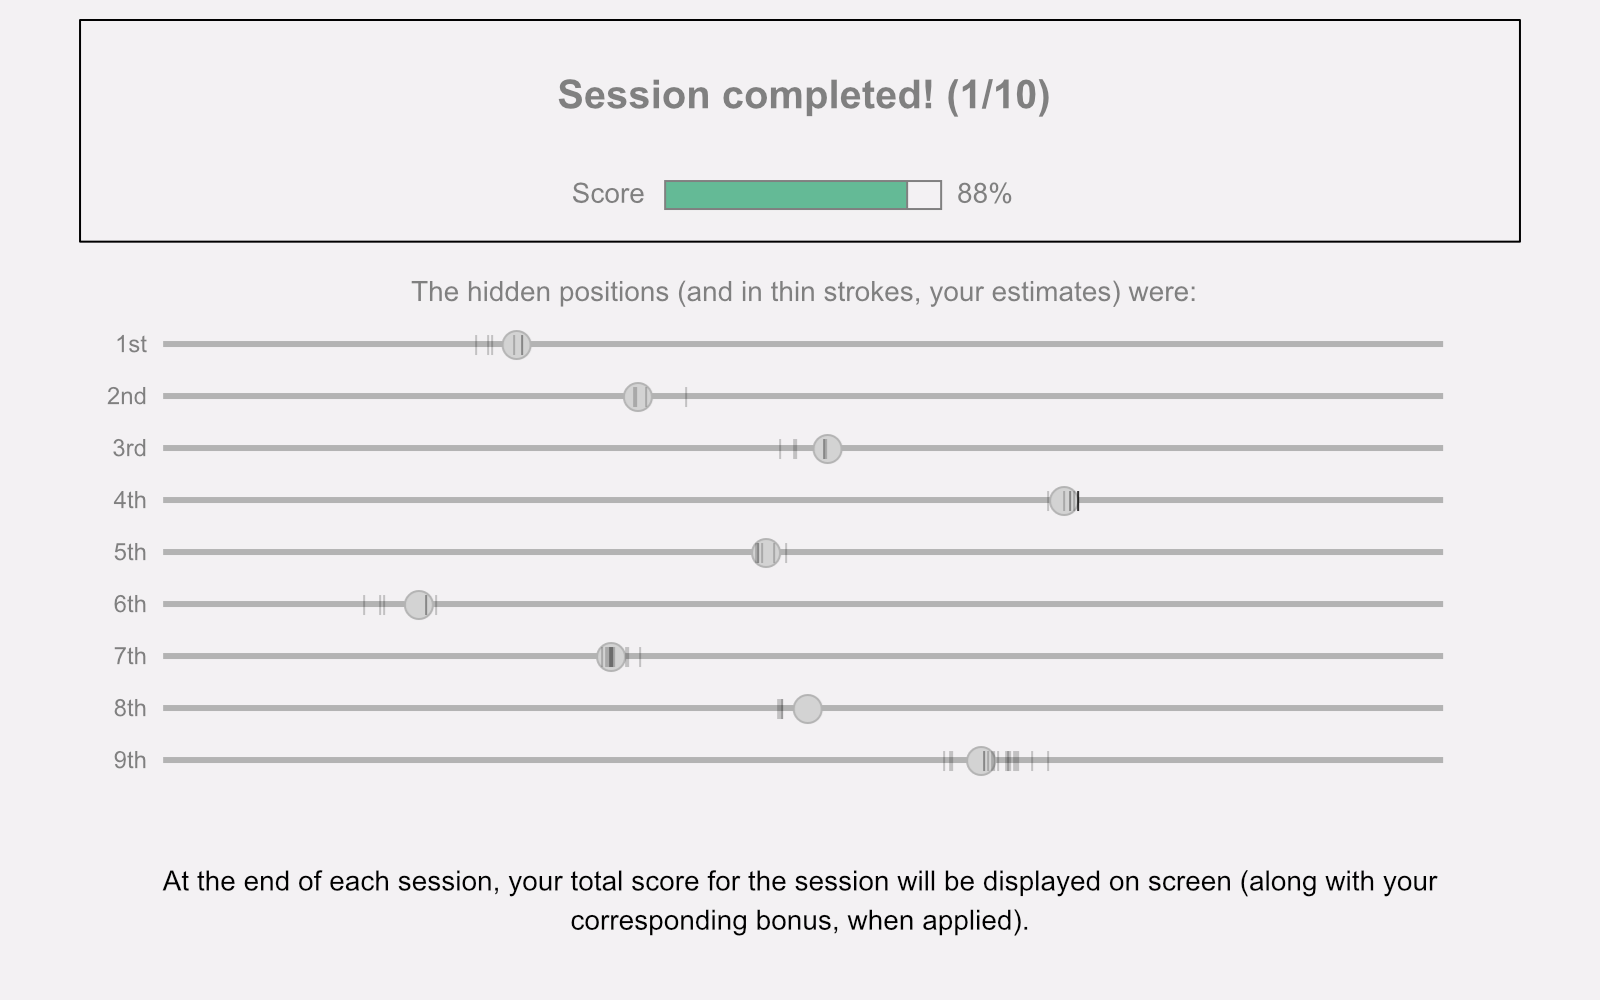 Session completed! (1/10)
Score 88%
The hidden positions (and in thin strokes, your estimates) were:
1st
2nd
3rd
4th
5th
6th
7th
8th
9th
At the end of each session, your total score for the session will be displayed on screen (along with your
corresponding bonus, when applied).